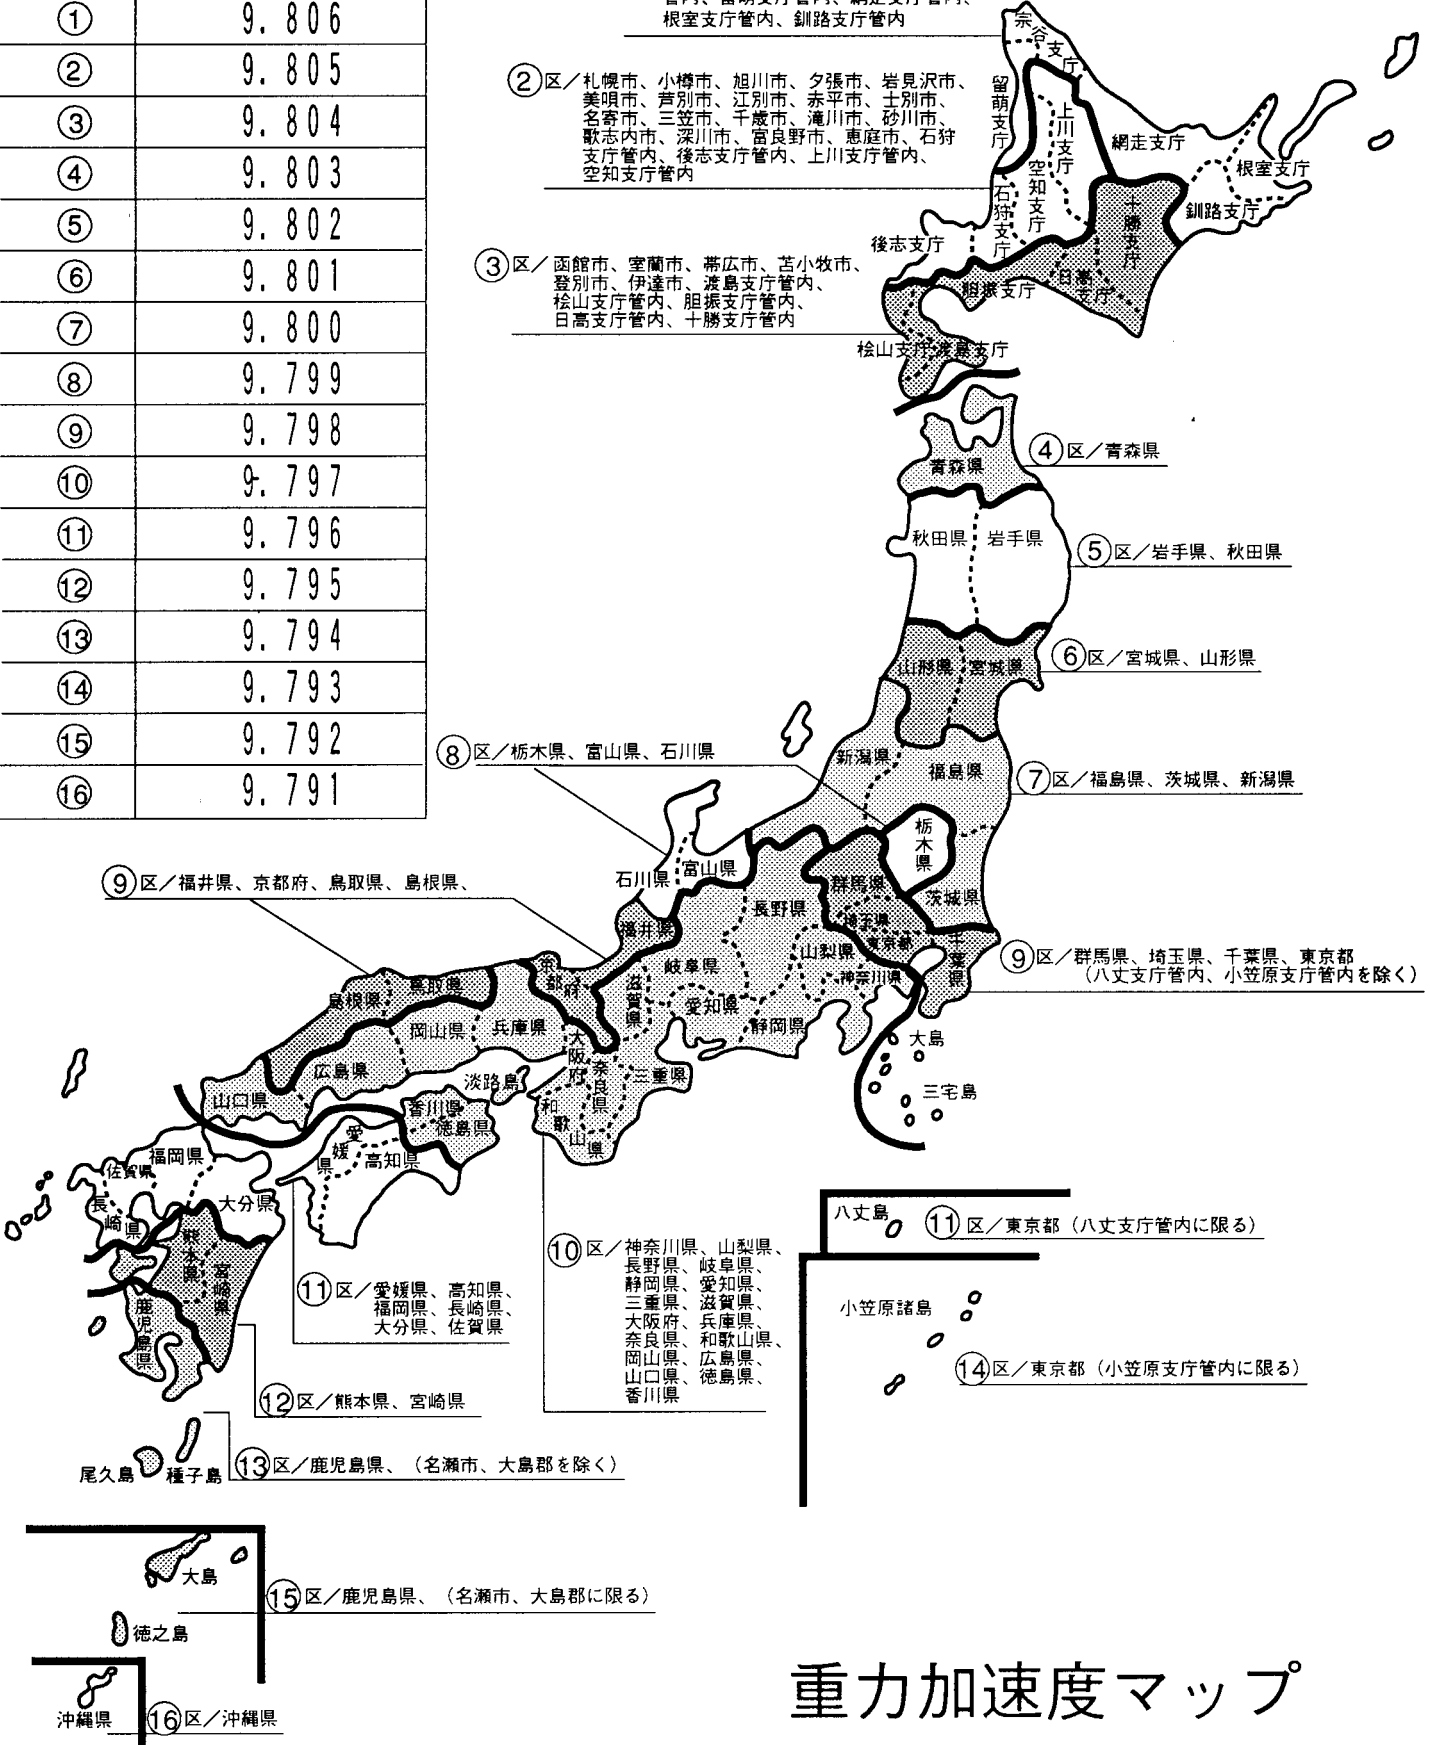 ① 9.806
② 9.805
③ 9.804
④ 9.803
⑤ 9.802
⑥ 9.801
⑦ 9.800
⑧ 9.799
⑨ 9.798
⑩ 9.797
⑪ 9.796
⑫ 9.795
⑬ 9.794
⑭ 9.793
⑮ 9.792
⑯ 9.791
根室支庁管内、釧路支庁管内
②区／札幌市、小樽市、旭川市、夕張市、岩見沢市、
美唄市、芦別市、江別市、赤平市、士別市、
名寄市、三笠市、千歳市、滝川市、砂川市、
歌志内市、深川市、富良野市、恵庭市、石狩
支庁管内、後志支庁管内、上川支庁管内、
空知支庁管内
③区／函館市、室蘭市、帯広市、苫小牧市、
登別市、伊達市、渡島支庁管内、
桧山支庁管内、胆振支庁管内、
日高支庁管内、十勝支庁管内
宗谷支庁
留萌支庁
上川支庁
網走支庁
空知支庁
根室支庁
石狩支庁
十勝支庁
釧路支庁
後志支庁
胆振支庁
日高支庁
桧山支庁
渡島支庁
④区／青森県
青森県
秋田県
岩手県
⑤区／岩手県、秋田県
山形県
宮城県
⑥区／宮城県、山形県
⑧区／栃木県、富山県、石川県
新潟県
福島県
⑦区／福島県、茨城県、新潟県
栃木県
石川県
富山県
群馬県
茨城県
⑨区／福井県、京都府、鳥取県、島根県、
長野県
埼玉県
福井県
山梨県
東京都
千葉県
⑨区／群馬県、埼玉県、千葉県、東京都
（八丈支庁管内、小笠原支庁管内を除く）
岐阜県
神奈川県
京都府
滋賀県
愛知県
静岡県
鳥取県
島根県
岡山県
兵庫県
大阪府
奈良県
三重県
大島
三宅島
広島県
淡路島
山口県
香川県
徳島県
和歌山県
愛媛県
高知県
福岡県
佐賀県
長崎県
大分県
熊本県
宮崎県
鹿児島県
八丈島
⑪区／東京都（八丈支庁管内に限る）
⑩区／神奈川県、山梨県、
長野県、岐阜県、
静岡県、愛知県、
三重県、滋賀県、
大阪府、兵庫県、
奈良県、和歌山県、
岡山県、広島県、
山口県、徳島県、
香川県
⑪区／愛媛県、高知県、
福岡県、長崎県、
大分県、佐賀県
小笠原諸島
⑭区／東京都（小笠原支庁管内に限る）
⑫区／熊本県、宮崎県
尾久島
種子島
⑬区／鹿児島県、（名瀬市、大島郡を除く）
大島
⑮区／鹿児島県、（名瀬市、大島郡に限る）
徳之島
沖縄県
⑯区／沖縄県
重力加速度マップ